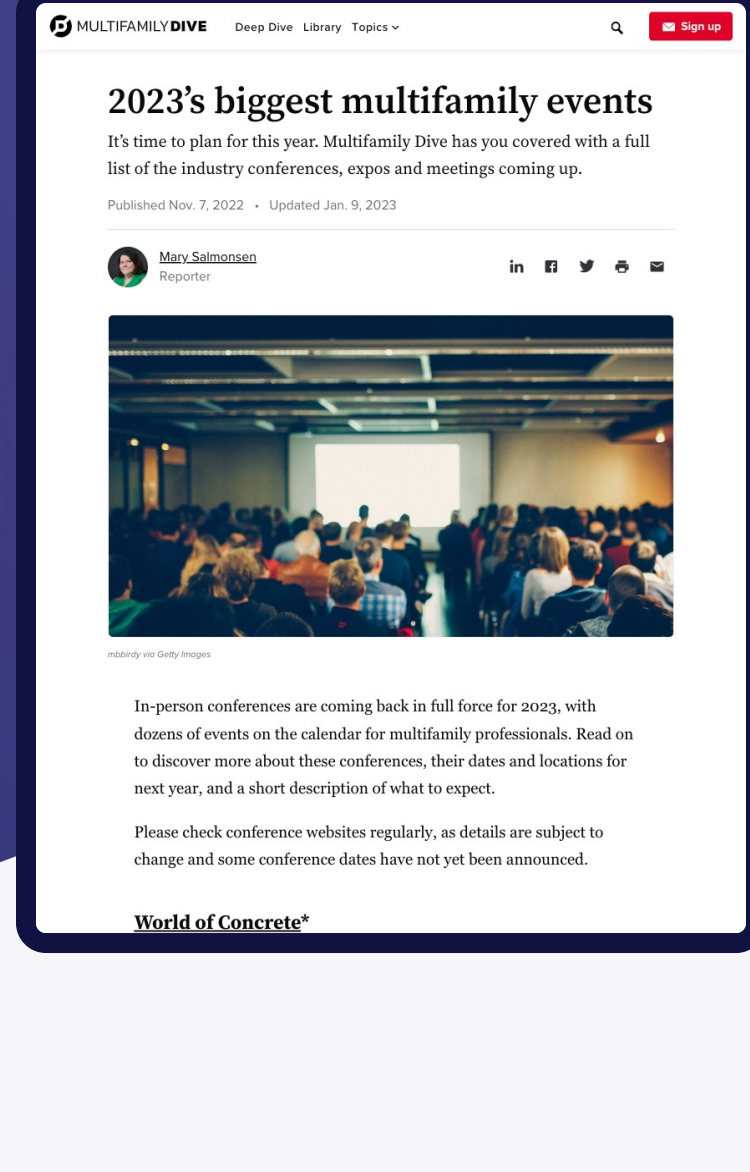 MULTIFAMILYDIVE
Deep Dive Library Topics
Sign up
2023’s biggest multifamily events
It’s time to plan for this year. Multifamily Dive has you covered with a full
list of the industry conferences, expos and meetings coming up.
Published Nov. 7, 2022 • Updated Jan. 9, 2023
Mary Salmonsen
Reporter
mbbirdy via Getty Images
In-person conferences are coming back in full force for 2023, with
dozens of events on the calendar for multifamily professionals. Read on
to discover more about these conferences, their dates and locations for
next year, and a short description of what to expect.
Please check conference websites regularly, as details are subject to
change and some conference dates have not yet been announced.
World of Concrete*